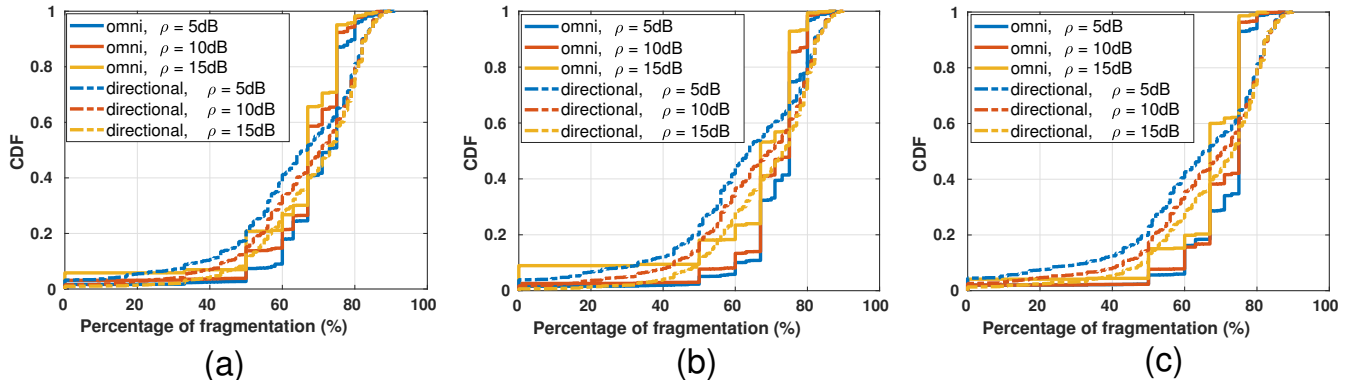 CDF
1
0.8
0.6
0.4
0.2
0
omni, ρ = 5dB
omni, ρ = 10dB
omni, ρ = 15dB
directional, ρ = 5dB
directional, ρ = 10dB
directional, ρ = 15dB
0 20 40 60 80 100
Percentage of fragmentation (%)
(a)
CDF
1
0.8
0.6
0.4
0.2
0
omni, ρ = 5dB
omni, ρ = 10dB
omni, ρ = 15dB
directional, ρ = 5dB
directional, ρ = 10dB
directional, ρ = 15dB
0 20 40 60 80 100
Percentage of fragmentation (%)
(b)
CDF
1
0.8
0.6
0.4
0.2
0
omni, ρ = 5dB
omni, ρ = 10dB
omni, ρ = 15dB
directional, ρ = 5dB
directional, ρ = 10dB
directional, ρ = 15dB
0 20 40 60 80 100
Percentage of fragmentation (%)
(c)